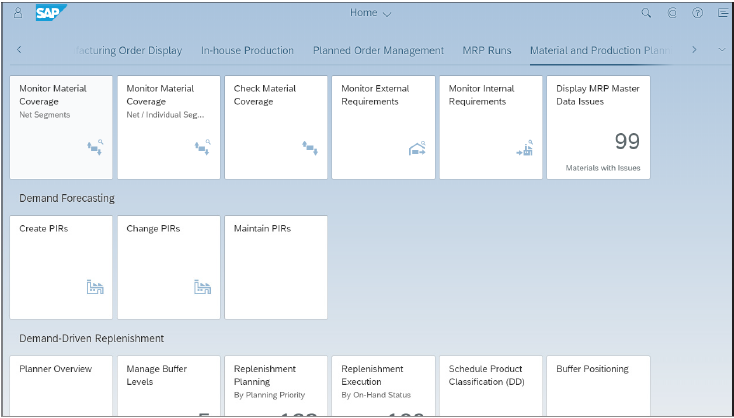 SAP
Home
acturing Order Display In-house Production Planned Order Management MRP Runs Material and Production Plann
Monitor Material Coverage
Net Segments
Monitor Material Coverage
Net / Individual Seg...
Check Material Coverage
Monitor External Requirements
Monitor Internal Requirements
Display MRP Master Data Issues
99
Materials with Issues
Demand Forecasting
Create PIRs
Change PIRs
Maintain PIRs
Demand-Driven Replenishment
Planner Overview
Manage Buffer Levels
Replenishment Planning
By Planning Priority
Replenishment Execution
By On-Hand Status
Schedule Product Classification (DD)
Buffer Positioning